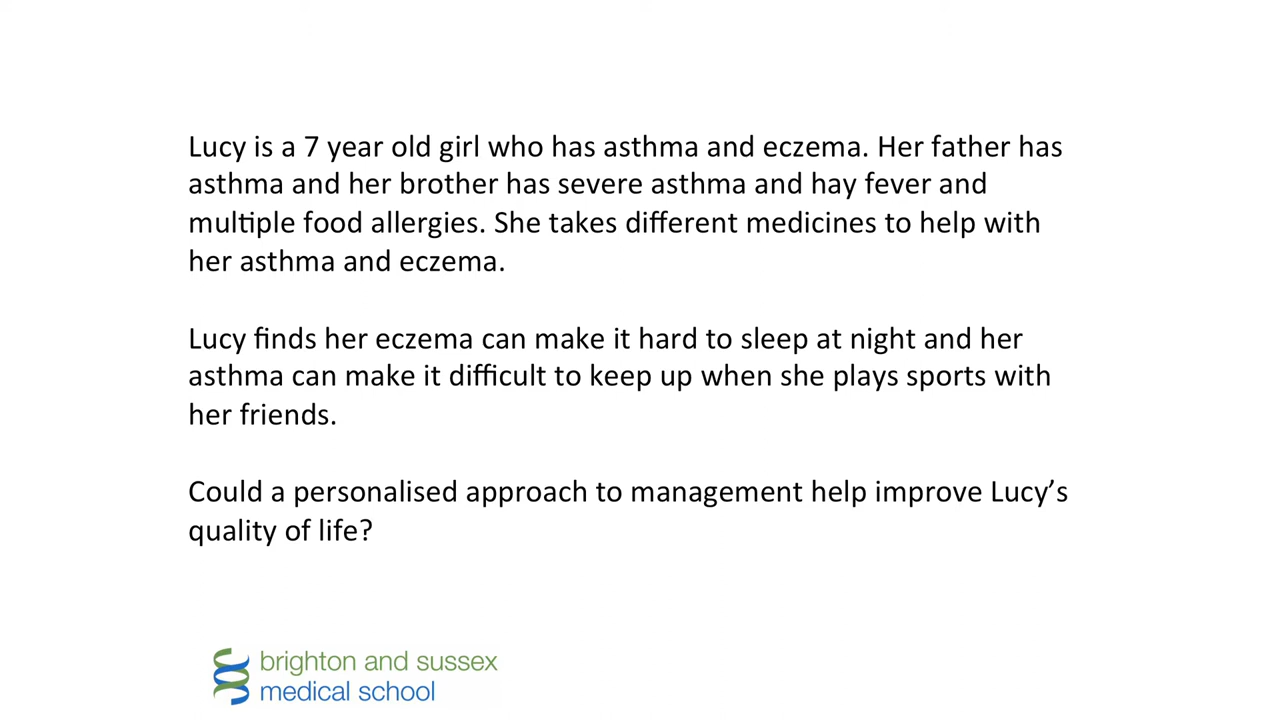 Lucy is a 7 year old girl who has asthma and eczema. Her father has
asthma and her brother has severe asthma and hay fever and
multiple food allergies. She takes different medicines to help with
her asthma and eczema.
Lucy finds her eczema can make it hard to sleep at night and her
asthma can make it difficult to keep up when she plays sports with
her friends.
Could a personalised approach to management help improve Lucy’s
quality of life?
brighton and sussex
medical school